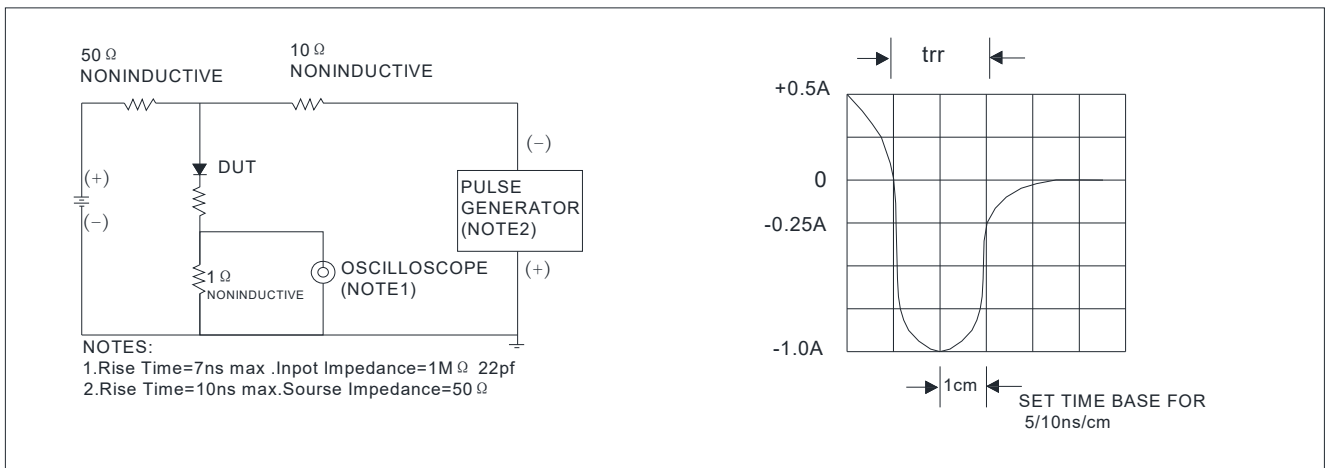 50 Ω
NONINDUCTIVE
10 Ω
NONINDUCTIVE
(+)
(−)
DUT
1 Ω
NONINDUCTIVE
OSCILLOSCOPE
(NOTE1)
(−)
PULSE
GENERATOR
(NOTE2)
(+)
NOTES:
1.Rise Time=7ns max .Inpot Impedance=1M Ω 22pf
2.Rise Time=10ns max.Sourse Impedance=50 Ω
trr
+0.5A
0
-0.25A
-1.0A
1cm
SET TIME BASE FOR
5/10ns/cm